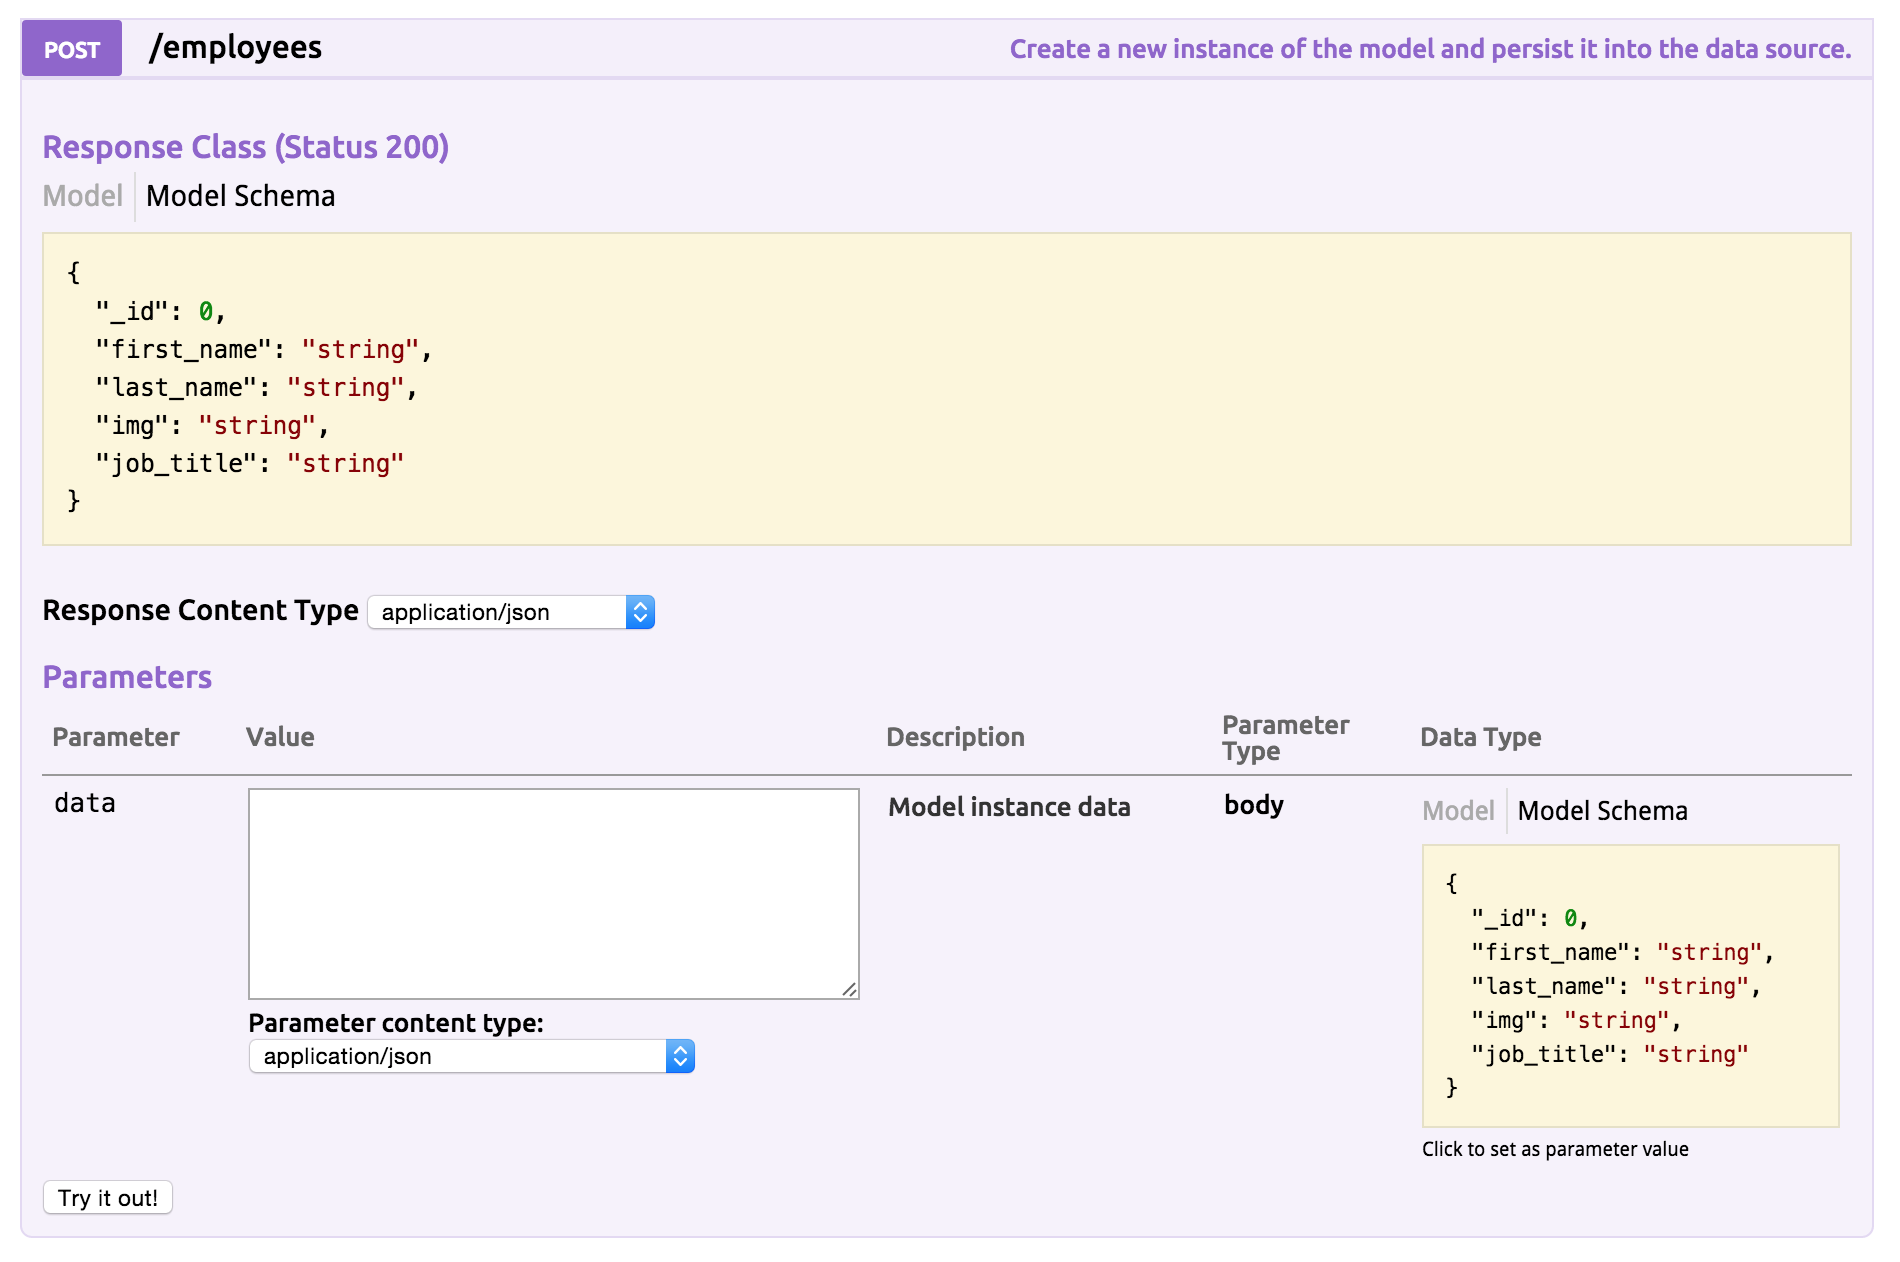 POST /employees Create a new instance of the model and persist it into the data source.
Response Class (Status 200)
Model Model Schema
{
"_id": 0,
"first_name": "string",
"last_name": "string",
"img": "string",
"job_title": "string"
}
Response Content Type application/json
Parameters
Parameter Value Description Parameter Type Data Type
data
Model instance data
body
Model Model Schema
{
"_id": 0,
"first_name": "string",
"last_name": "string",
"img": "string",
"job_title": "string"
}
Click to set as parameter value
Parameter content type:
application/json
Try it out!